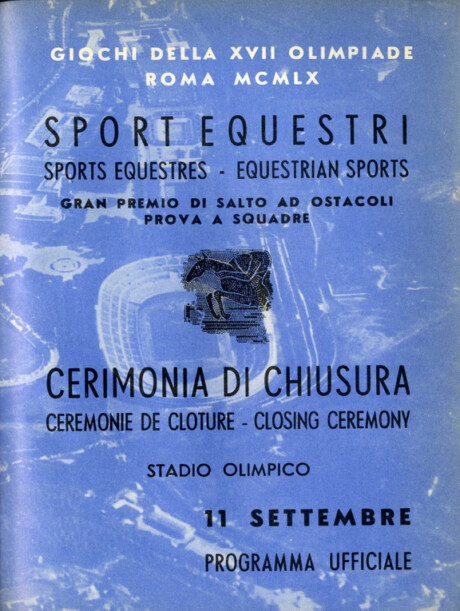 GIOCHI DELLA XVII OLIMPIADE
ROMA MCMLX
SPORT EQUESTRI
SPORTS EQUESTRES - EQUESTRIAN SPORTS
GRAN PREMIO DI SALTO AD OSTACOLI
PROVA A SQUADRE
CERIMONIA DI CHIUSURA
CEREMONIE DE CLOTURE - CLOSING CEREMONY
STADIO OLIMPICO
11 SETTEMBRE
PROGRAMMA UFFICIALE